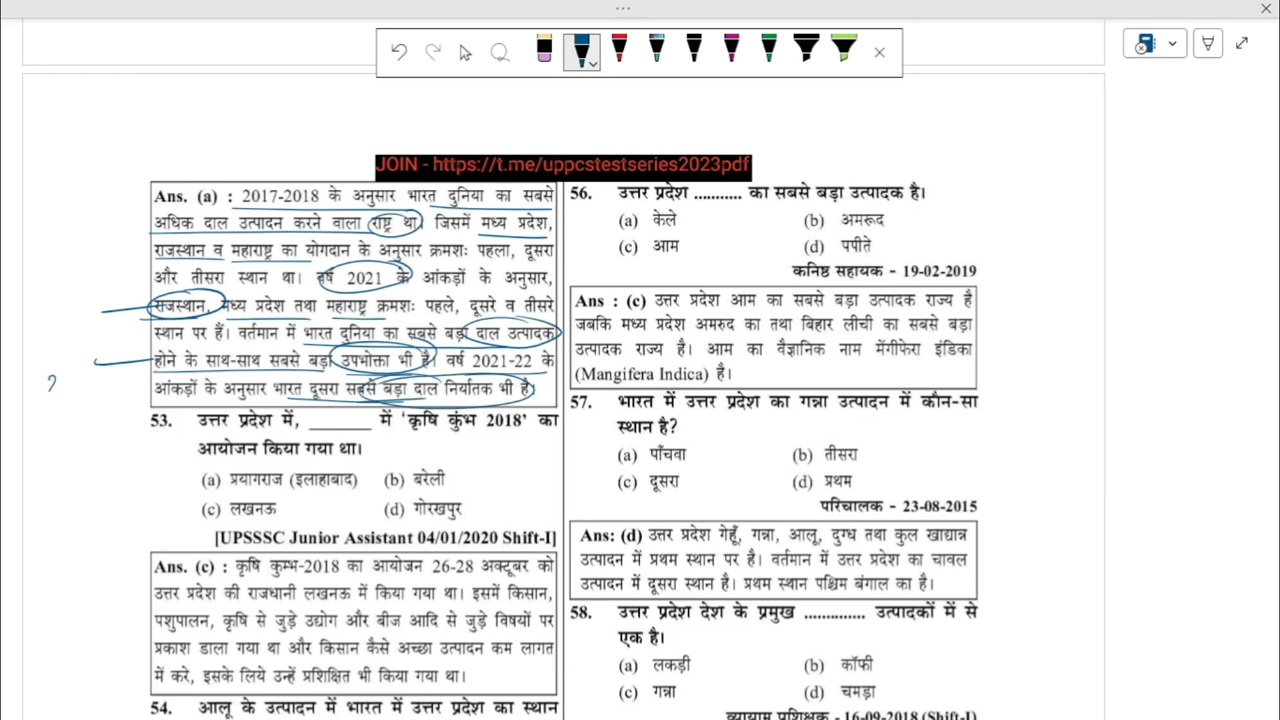 JOIN - https://t.me/uppcstestseries2023pdf
Ans. (a) : 2017-2018 के अनुसार भारत दुनिया का सबसे
अधिक दाल उत्पादन करने वाला राष्ट्र था। जिसमें मध्य प्रदेश,
राजस्थान व महाराष्ट्र का योगदान के अनुसार क्रमशः पहला, दूसरा
और तीसरा स्थान था। वर्ष 2021 के आंकड़ों के अनुसार,
राजस्थान, मध्य प्रदेश तथा महाराष्ट्र क्रमशः पहले, दूसरे व तीसरे
स्थान पर हैं। वर्तमान में भारत दुनिया का सबसे बड़ा दाल उत्पादक
होने के साथ-साथ सबसे बड़ा उपभोक्ता भी है। वर्ष 2021-22 के
आंकड़ों के अनुसार भारत दूसरा सबसे बड़ा दाल निर्यातक भी है।
53. उत्तर प्रदेश में, _______ में ‘कृषि कुंभ 2018’ का
आयोजन किया गया था।
(a) प्रयागराज (इलाहाबाद) (b) बरेली
(c) लखनऊ (d) गोरखपुर
[UPSSSC Junior Assistant 04/01/2020 Shift-I]
Ans. (c) : कृषि कुम्भ-2018 का आयोजन 26-28 अक्टूबर को
उत्तर प्रदेश की राजधानी लखनऊ में किया गया था। इसमें किसान,
पशुपालन, कृषि से जुड़े उद्योग और बीज आदि से जुड़े विषयों पर
प्रकाश डाला गया था और किसान कैसे अच्छा उत्पादन कम लागत
में करे, इसके लिये उन्हें प्रशिक्षित भी किया गया था।
54. आलू के उत्पादन में भारत में उत्तर प्रदेश का स्थान
56. उत्तर प्रदेश ........... का सबसे बड़ा उत्पादक है।
(a) केले (b) अमरूद
(c) आम (d) पपीते
कनिष्ठ सहायक - 19-02-2019
Ans : (c) उत्तर प्रदेश आम का सबसे बड़ा उत्पादक राज्य है
जबकि मध्य प्रदेश अमरुद का तथा बिहार लीची का सबसे बड़ा
उत्पादक राज्य है। आम का वैज्ञानिक नाम मेंगीफेरा इंडिका
(Mangifera Indica) है।
57. भारत में उत्तर प्रदेश का गन्ना उत्पादन में कौन-सा
स्थान है?
(a) पाँचवा (b) तीसरा
(c) दूसरा (d) प्रथम
परिचालक - 23-08-2015
Ans: (d) उत्तर प्रदेश गेहूँ, गन्ना, आलू, दुग्ध तथा कुल खाद्यान्न
उत्पादन में प्रथम स्थान पर है। वर्तमान में उत्तर प्रदेश का चावल
उत्पादन में दूसरा स्थान है। प्रथम स्थान पश्चिम बंगाल का है।
58. उत्तर प्रदेश देश के प्रमुख .............. उत्पादकों में से
एक है।
(a) लकड़ी (b) कॉफी
(c) गन्ना (d) चमड़ा
व्यायाम प्रशिक्षक - 16-09-2018 (Shift-I)